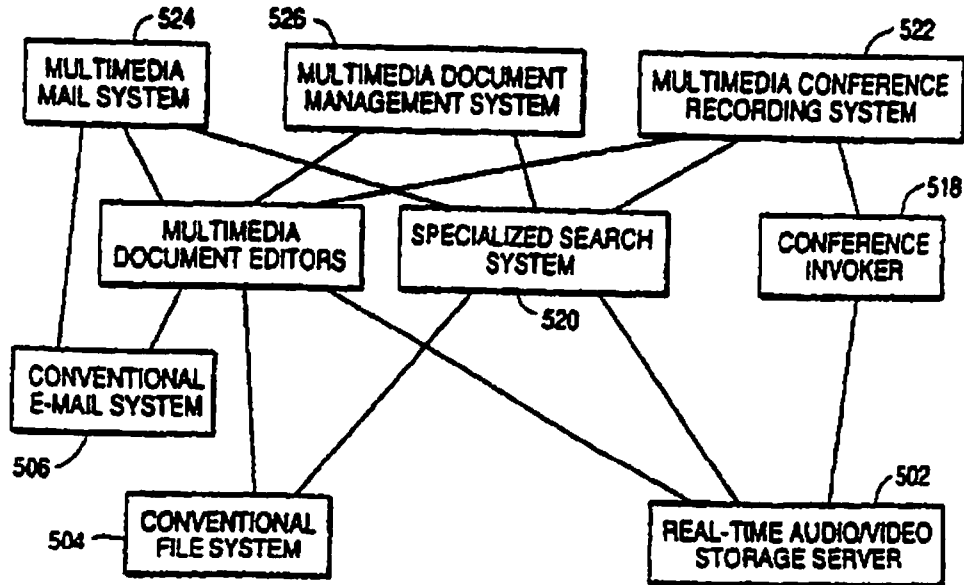 524
526
522
MULTIMEDIA
MAIL SYSTEM
MULTIMEDIA DOCUMENT
MANAGEMENT SYSTEM
MULTIMEDIA CONFERENCE
RECORDING SYSTEM
518
MULTIMEDIA
DOCUMENT EDITORS
SPECIALIZED SEARCH
SYSTEM
CONFERENCE
INVOKER
520
CONVENTIONAL
E-MAIL SYSTEM
506
502
504
CONVENTIONAL
FILE SYSTEM
REAL-TIME AUDIO/VIDEO
STORAGE SERVER